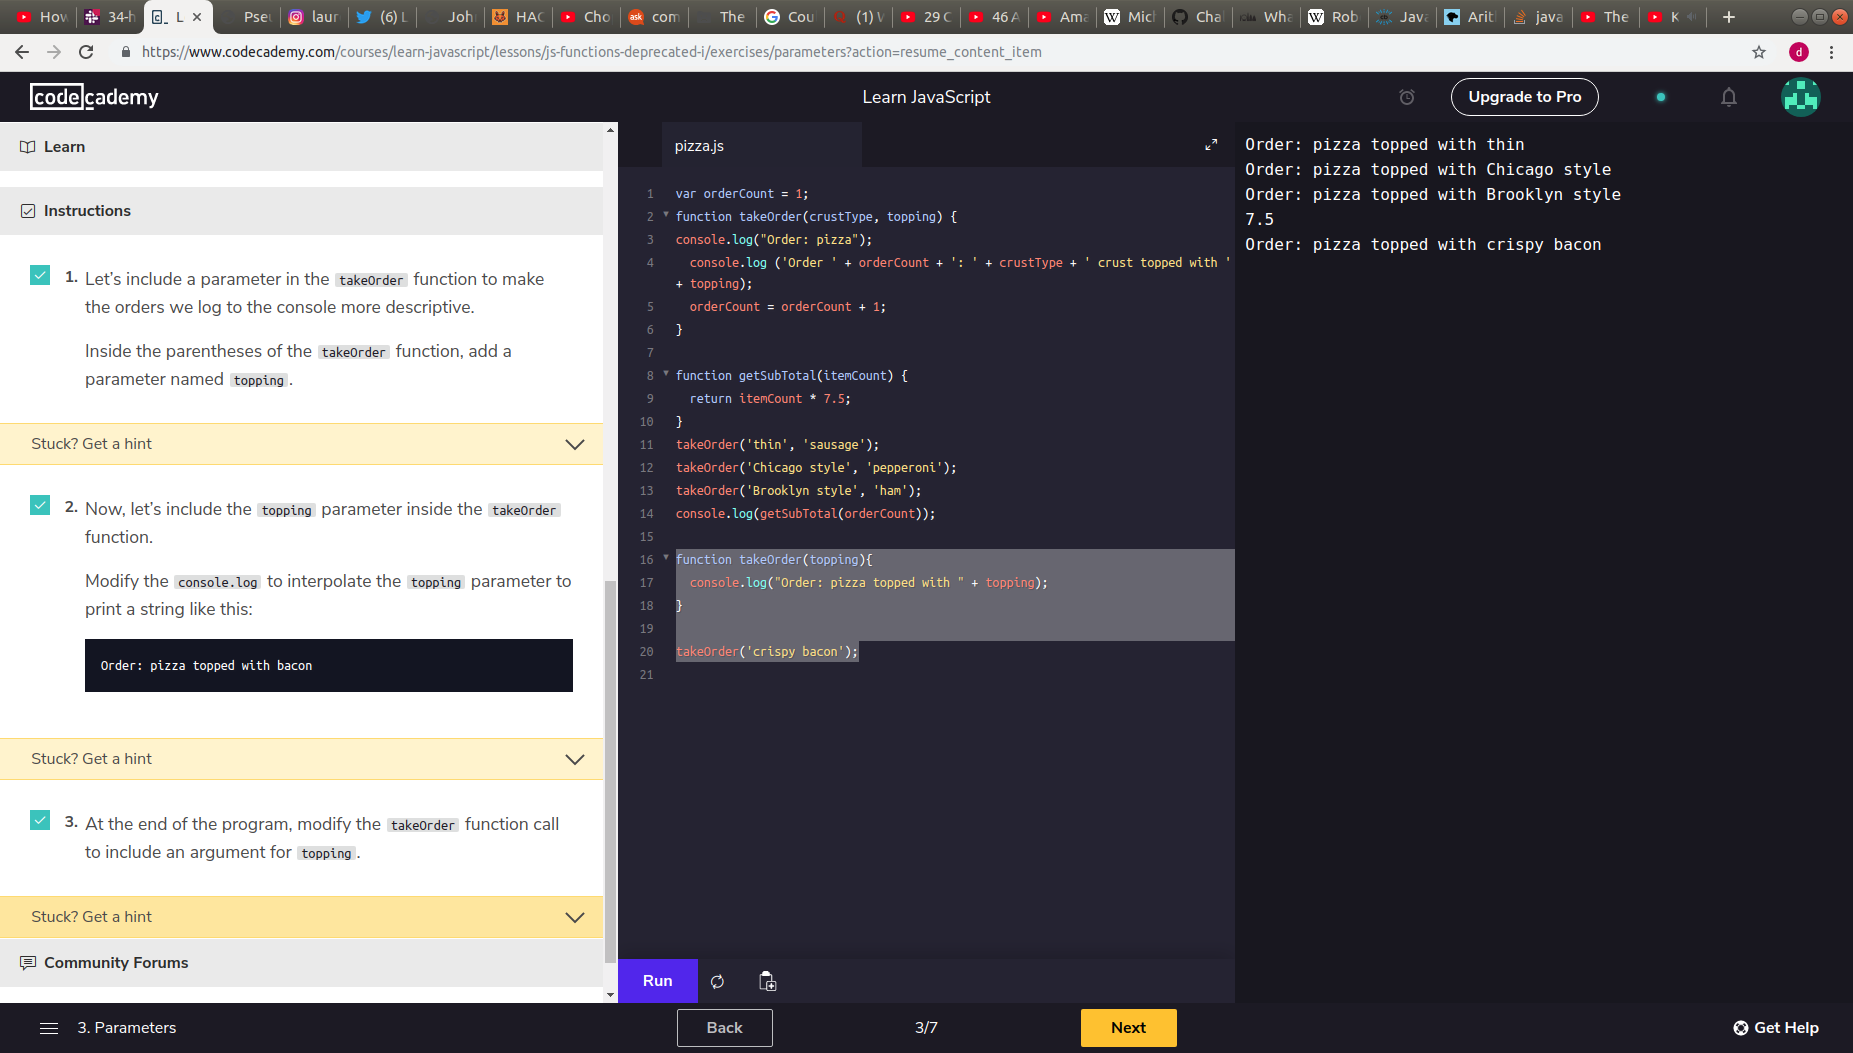 How
34-h
L
Pseu
laur
(6) L
Joh
HAC
Cho
com
The
Cou
(1) W
29 C
46 A
Ama
Mic
Cha
Wha
Rob
Java
Arit
java
The
K
https://www.codecademy.com/courses/learn-javascript/lessons/js-functions-deprecated-i/exercises/parameters?action=resume_content_item
d
codecademy
Learn JavaScript
Upgrade to Pro
Learn
Instructions
1. Let's include a parameter in the takeOrder function to make
the orders we log to the console more descriptive.
Inside the parentheses of the takeOrder function, add a
parameter named topping.
Stuck? Get a hint
2. Now, let's include the topping parameter inside the takeOrder
function.
Modify the console.log to interpolate the topping parameter to
print a string like this:
Order: pizza topped with bacon
Stuck? Get a hint
3. At the end of the program, modify the takeOrder function call
to include an argument for topping.
Stuck? Get a hint
Community Forums
pizza.js
1 var orderCount = 1;
2 function takeOrder(crustType, topping) {
3 console.log("Order: pizza");
4 console.log ('Order ' + orderCount + ': ' + crustType + ' crust topped with '
+ topping);
5 orderCount = orderCount + 1;
6 }
7
8 function getSubTotal(itemCount) {
9 return itemCount * 7.5;
10 }
11 takeOrder('thin', 'sausage');
12 takeOrder('Chicago style', 'pepperoni');
13 takeOrder('Brooklyn style', 'ham');
14 console.log(getSubTotal(orderCount));
15
16 function takeOrder(topping){
17 console.log("Order: pizza topped with " + topping);
18 }
19
20 takeOrder('crispy bacon');
21
Run
Order: pizza topped with thin
Order: pizza topped with Chicago style
Order: pizza topped with Brooklyn style
7.5
Order: pizza topped with crispy bacon
3. Parameters
Back
3/7
Next
Get Help